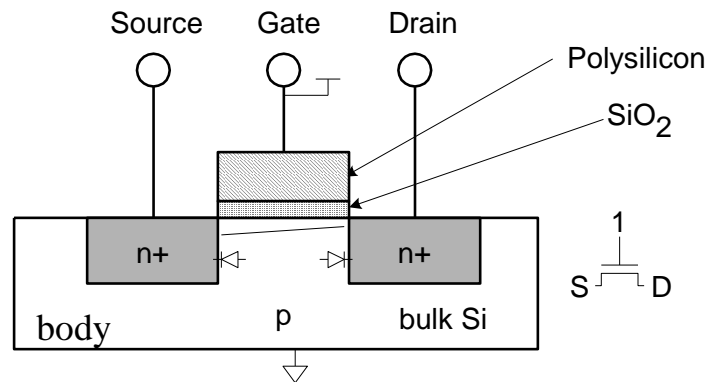 Source Gate Drain
Polysilicon
SiO2
n+ n+
1
S D
body p bulk Si